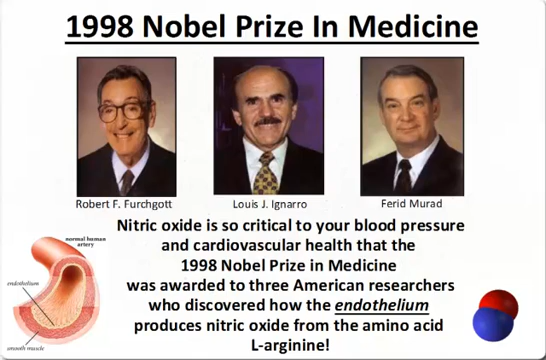 1998 Nobel Prize In Medicine
Robert F. Furchgott
Louis J. Ignarro
Ferid Murad
Nitric oxide is so critical to your blood pressure
and cardiovascular health that the
1998 Nobel Prize in Medicine
was awarded to three American researchers
who discovered how the endothelium
produces nitric oxide from the amino acid
L-arginine!
normal human
artery
endothelium
smooth muscle